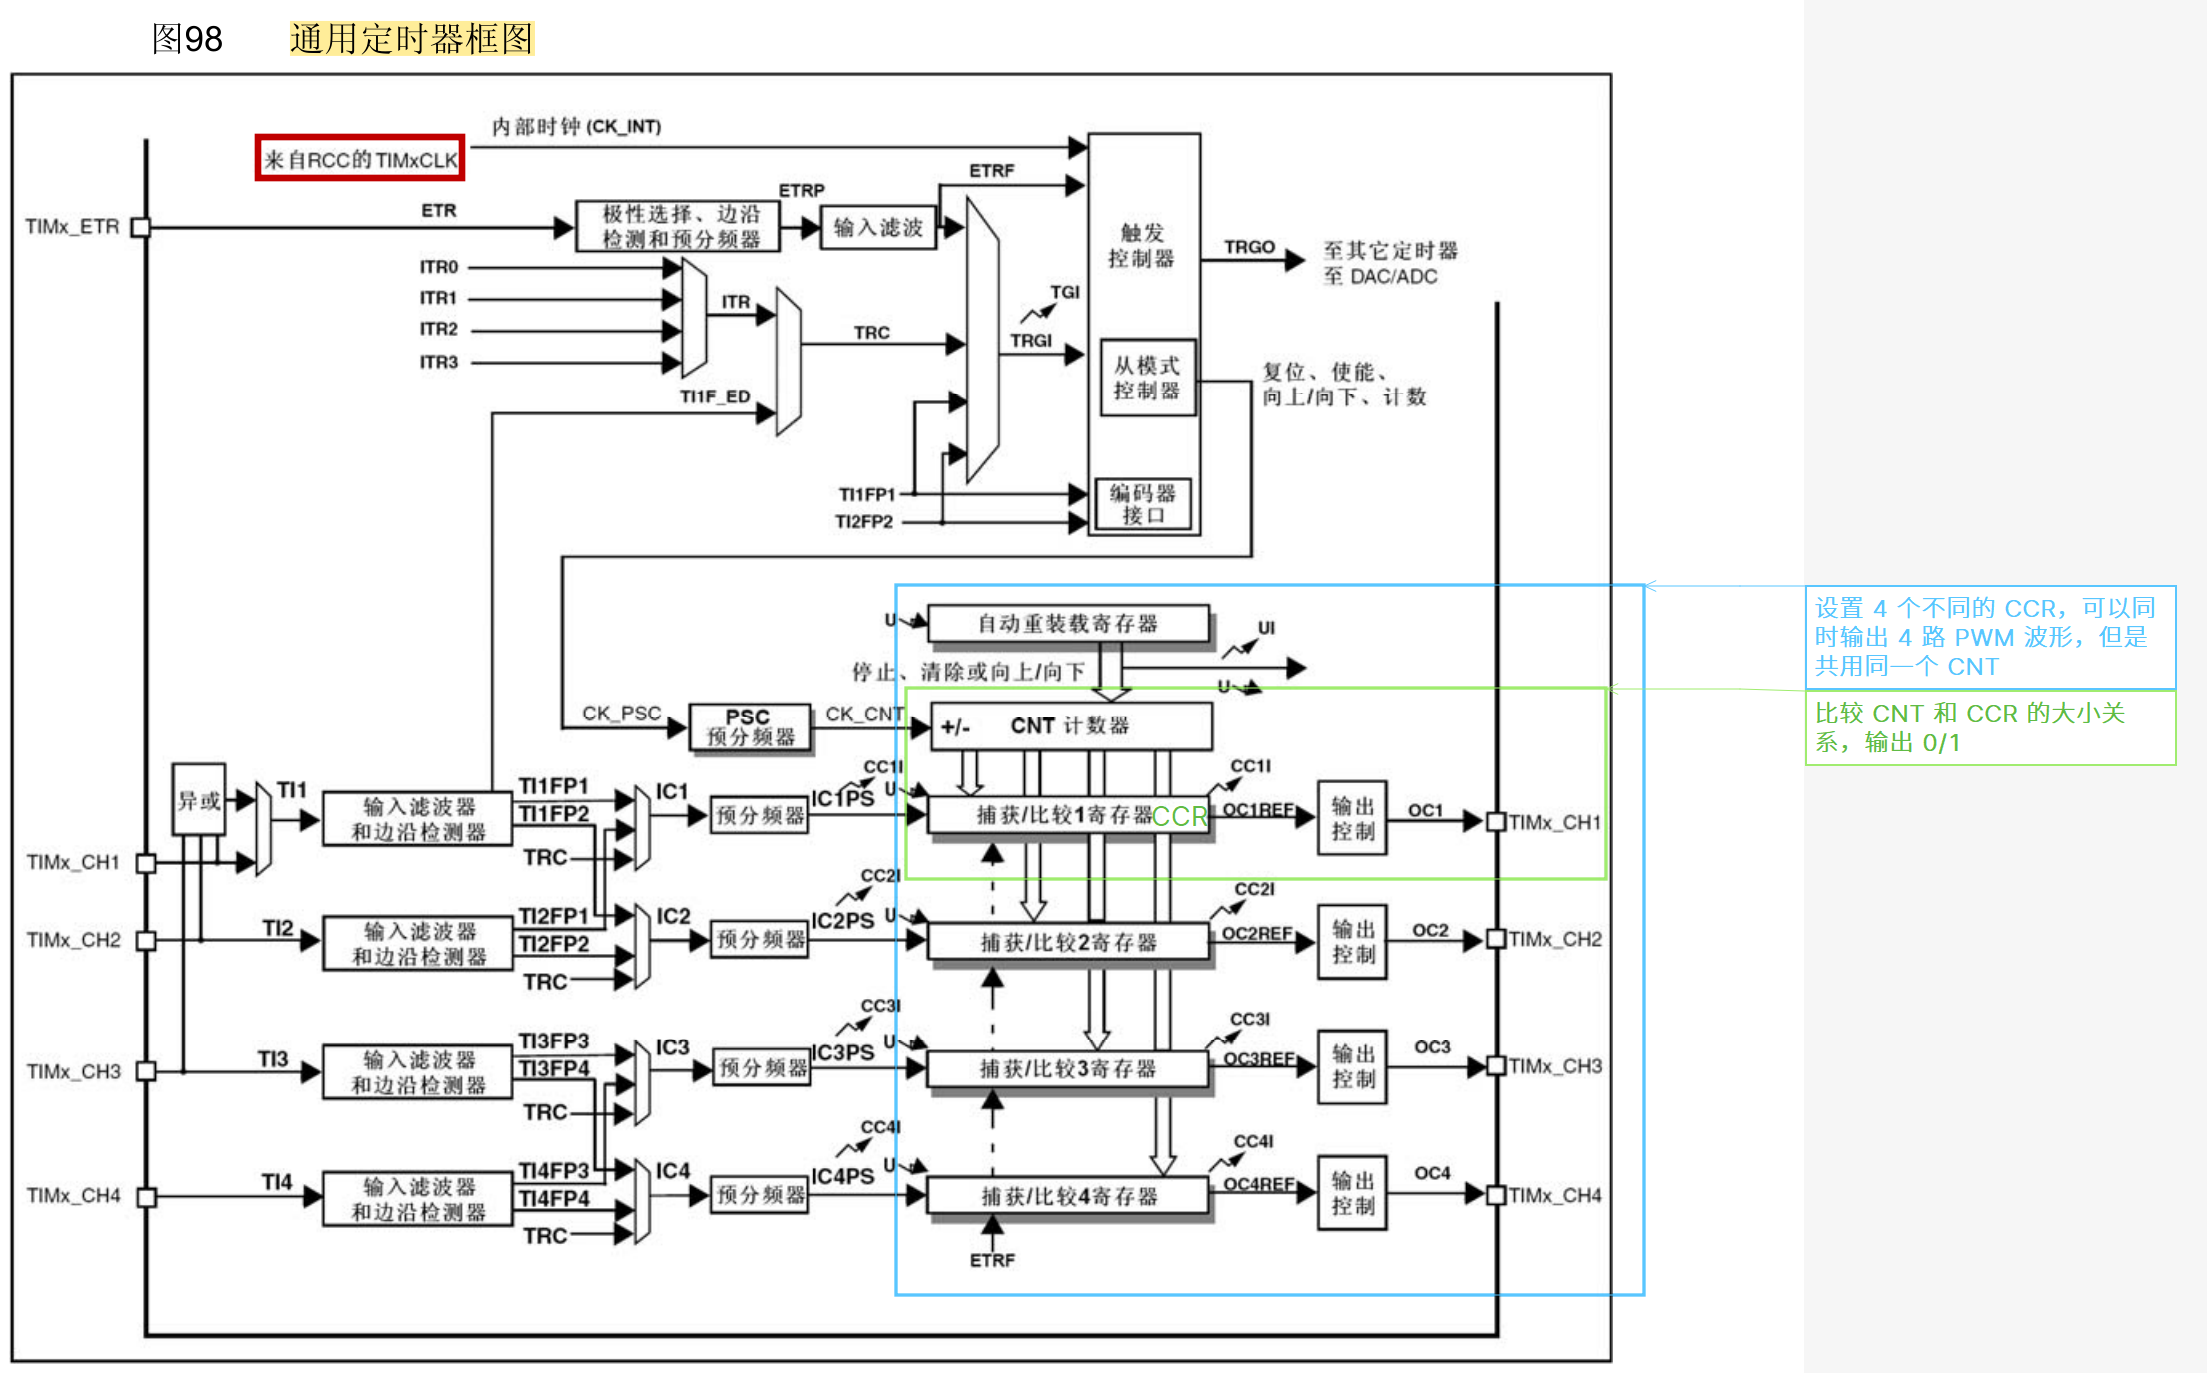 图98 通用定时器框图
内部时钟 (CK_INT)
来自RCC的TIMxCLK
ETRF
ETRP
ETR
TIMx_ETR
极性选择、边沿
检测和预分频器
输入滤波
触发
控制器
TRGO
至其它定时器
至 DAC/ADC
ITR0
ITR1
ITR2
ITR3
ITR
TRC
TGI
TRGI
TI1F_ED
从模式
控制器
复位、使能、
向上/向下、计数
TI1FP1
TI2FP2
编码器
接口
U
自动重装载寄存器
UI
停止、清除或向上/向下
U
CK_PSC
PSC
预分频器
CK_CNT
+/- CNT 计数器
设置 4 个不同的 CCR，可以同
时输出 4 路 PWM 波形，但是
共用同一个 CNT
比较 CNT 和 CCR 的大小关
系，输出 0/1
异或
TI1
输入滤波器
和边沿检测器
TI1FP1
TI1FP2
TRC
IC1
预分频器
CC1I
IC1PS
U
捕获/比较1寄存器
CCR
CC1I
OC1REF
输出
控制
OC1
TIMx_CH1
TIMx_CH1
TIMx_CH2
TI2
输入滤波器
和边沿检测器
TI2FP1
TI2FP2
TRC
IC2
预分频器
CC2I
IC2PS
U
捕获/比较2寄存器
CC2I
OC2REF
输出
控制
OC2
TIMx_CH2
TIMx_CH3
TI3
输入滤波器
和边沿检测器
TI3FP3
TI3FP4
TRC
IC3
预分频器
CC3I
IC3PS
U
捕获/比较3寄存器
CC3I
OC3REF
输出
控制
OC3
TIMx_CH3
TIMx_CH4
TI4
输入滤波器
和边沿检测器
TI4FP3
TI4FP4
TRC
IC4
预分频器
CC4I
IC4PS
U
捕获/比较4寄存器
CC4I
OC4REF
输出
控制
OC4
TIMx_CH4
ETRF